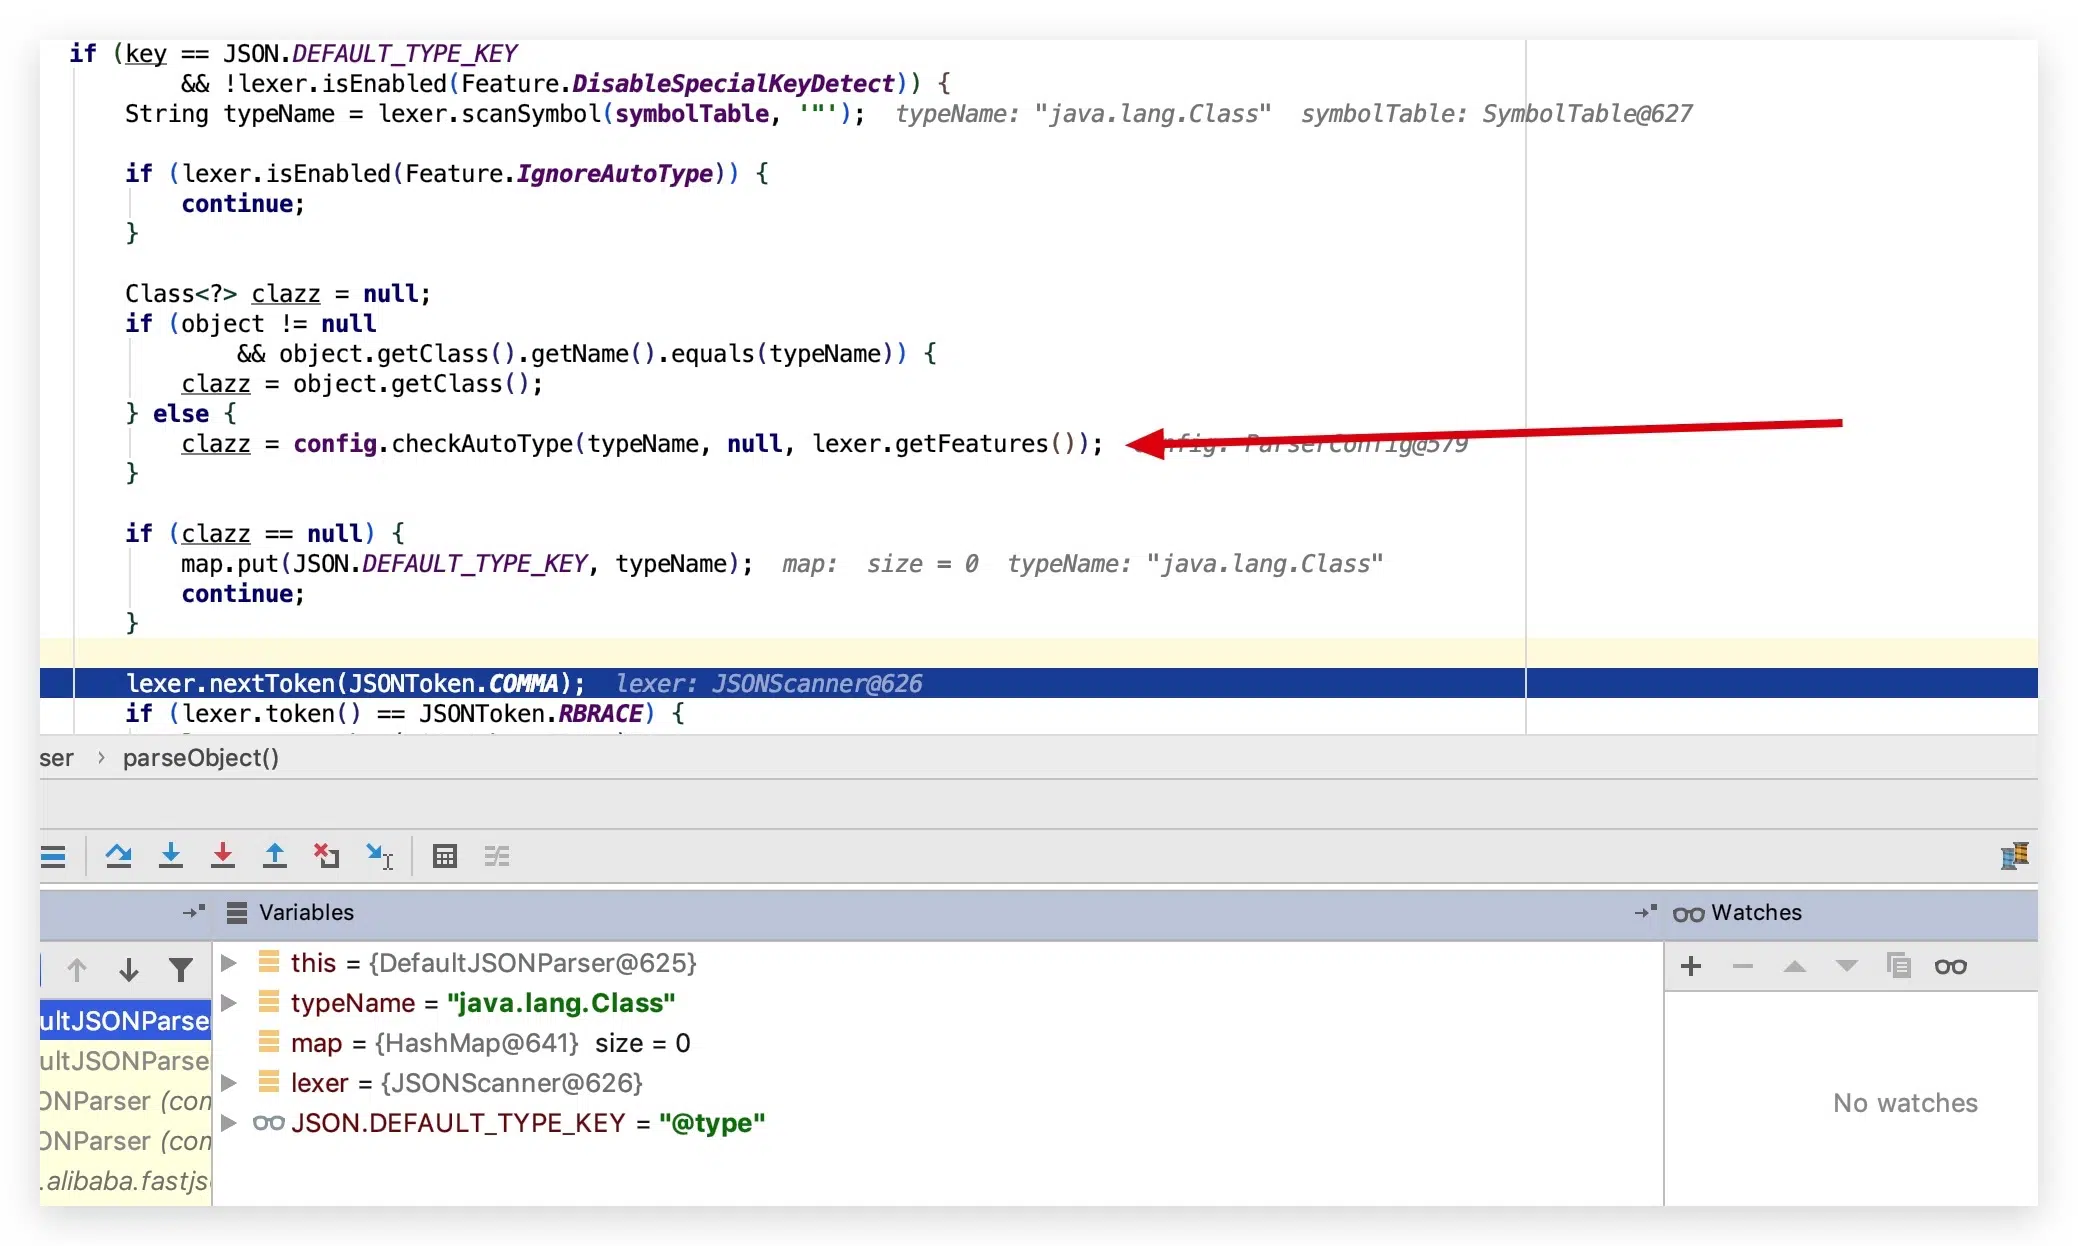 if (key == JSON.DEFAULT_TYPE_KEY
&& !lexer.isEnabled(Feature.DisableSpecialKeyDetect)) {
String typeName = lexer.scanSymbol(symbolTable, '"'); typeName: "java.lang.Class" symbolTable: SymbolTable@627
if (lexer.isEnabled(Feature.IgnoreAutoType)) {
continue;
}
Class<?> clazz = null;
if (object != null
&& object.getClass().getName().equals(typeName)) {
clazz = object.getClass();
} else {
clazz = config.checkAutoType(typeName, null, lexer.getFeatures()); config: ParserConfig@579
}
if (clazz == null) {
map.put(JSON.DEFAULT_TYPE_KEY, typeName); map: size = 0 typeName: "java.lang.Class"
continue;
}
lexer.nextToken(JSONToken.COMMA); lexer: JSONScanner@626
if (lexer.token() == JSONToken.RBRACE) {
ser › parseObject()
Variables
Watches
this = {DefaultJSONParser@625}
typeName = "java.lang.Class"
map = {HashMap@641} size = 0
lexer = {JSONScanner@626}
JSON.DEFAULT_TYPE_KEY = "@type"
ultJSONParse
ultJSONParse
ONParser (con
ONParser (con
.alibaba.fastjs
No watches